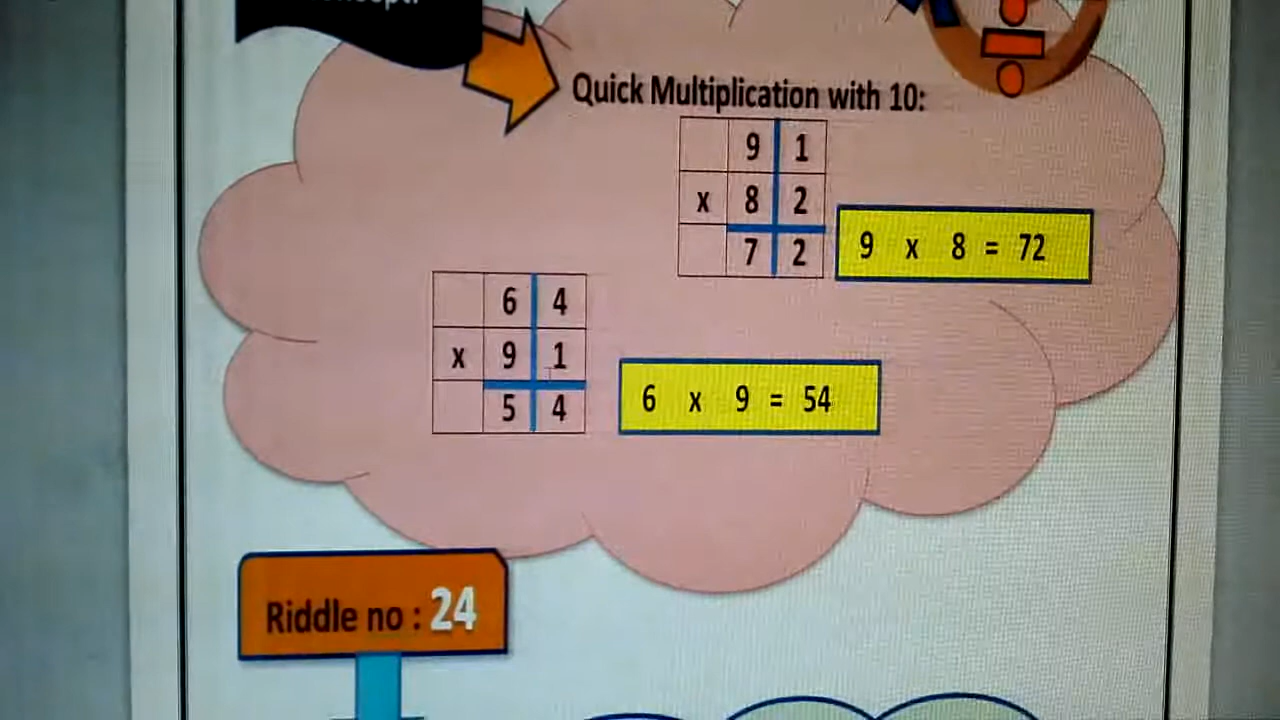 Quick Multiplication with 10:
9 1
x 8 2
7 2
9 x 8 = 72
6 4
x 9 1
5 4
6 x 9 = 54
Riddle no : 24